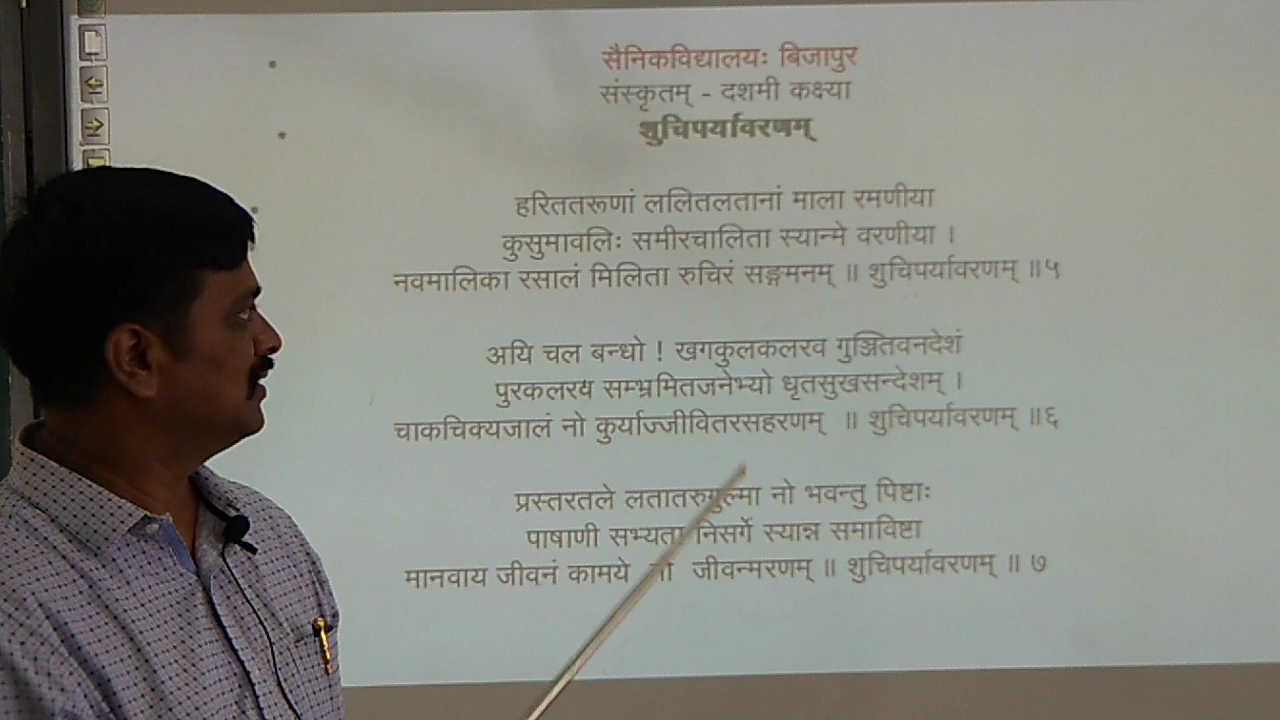 सैनिकविद्यालयः बिजापुर
संस्कृतम् - दशमी कक्ष्या
शुचिपर्यावरणम्
हरिततरूणां ललितलतानां माला रमणीया
कुसुमावलिः समीरचालिता स्यान्मे वरणीया ।
नवमालिका रसालं मिलिता रुचिरं सङ्गमनम् ॥ शुचिपर्यावरणम् ॥५
अयि चल बन्धो ! खगकुलकलरव गुञ्जितवनदेशं
पुरकलरव सम्भ्रमितजनेभ्यो धृतसुखसन्देशम् ।
चाकचिक्यजालं नो कुर्याज्जीवितरसहरणम् ॥ शुचिपर्यावरणम् ॥६
प्रस्तरतले लतातरुगुल्मा नो भवन्तु पिष्टाः
पाषाणी सभ्यता निसर्गे स्यान्न समाविष्टा
मानवाय जीवनं कामये जीवन्मरणम् ॥ शुचिपर्यावरणम् ॥ ७